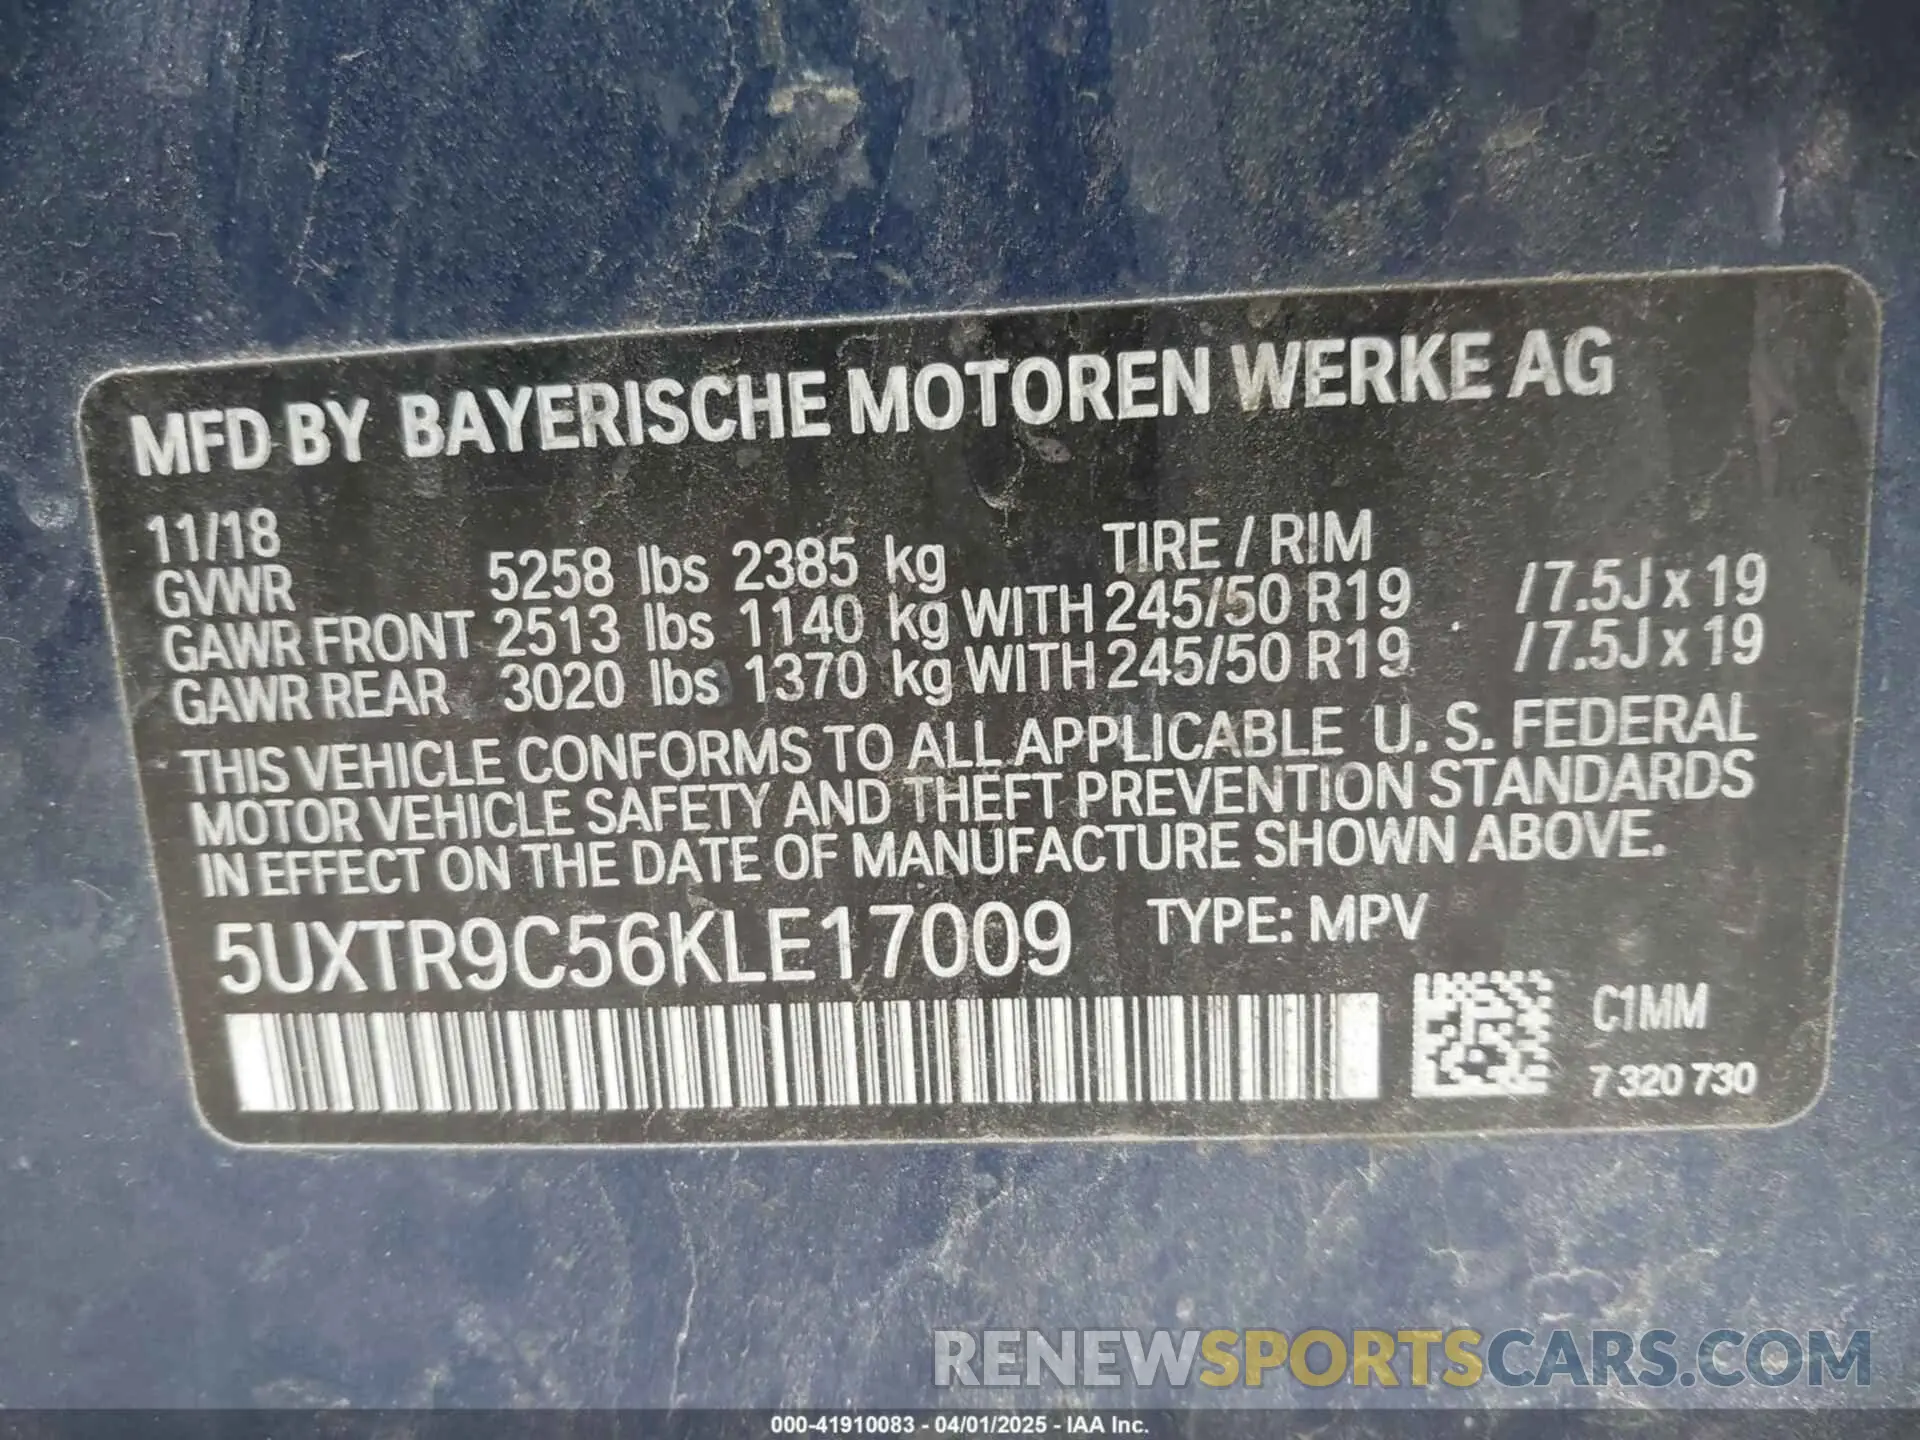 MFD BY BAYERISCHE MOTOREN WERKE AG
11/18 TIRE / RIM
GVWR 5258 lbs 2385 kg
GAWR FRONT 2513 lbs 1140 kg WITH 245/50 R19 /7.5J x 19
GAWR REAR 3020 lbs 1370 kg WITH 245/50 R19 /7.5J x 19
THIS VEHICLE CONFORMS TO ALL APPLICABLE U. S. FEDERAL
MOTOR VEHICLE SAFETY AND THEFT PREVENTION STANDARDS
IN EFFECT ON THE DATE OF MANUFACTURE SHOWN ABOVE.
5UXTR9C56KLE17009 TYPE: MPV
C1MM
7 320 730
RENEWSPORTSCARS.COM
000-41910083 - 04/01/2025 - IAA Inc.